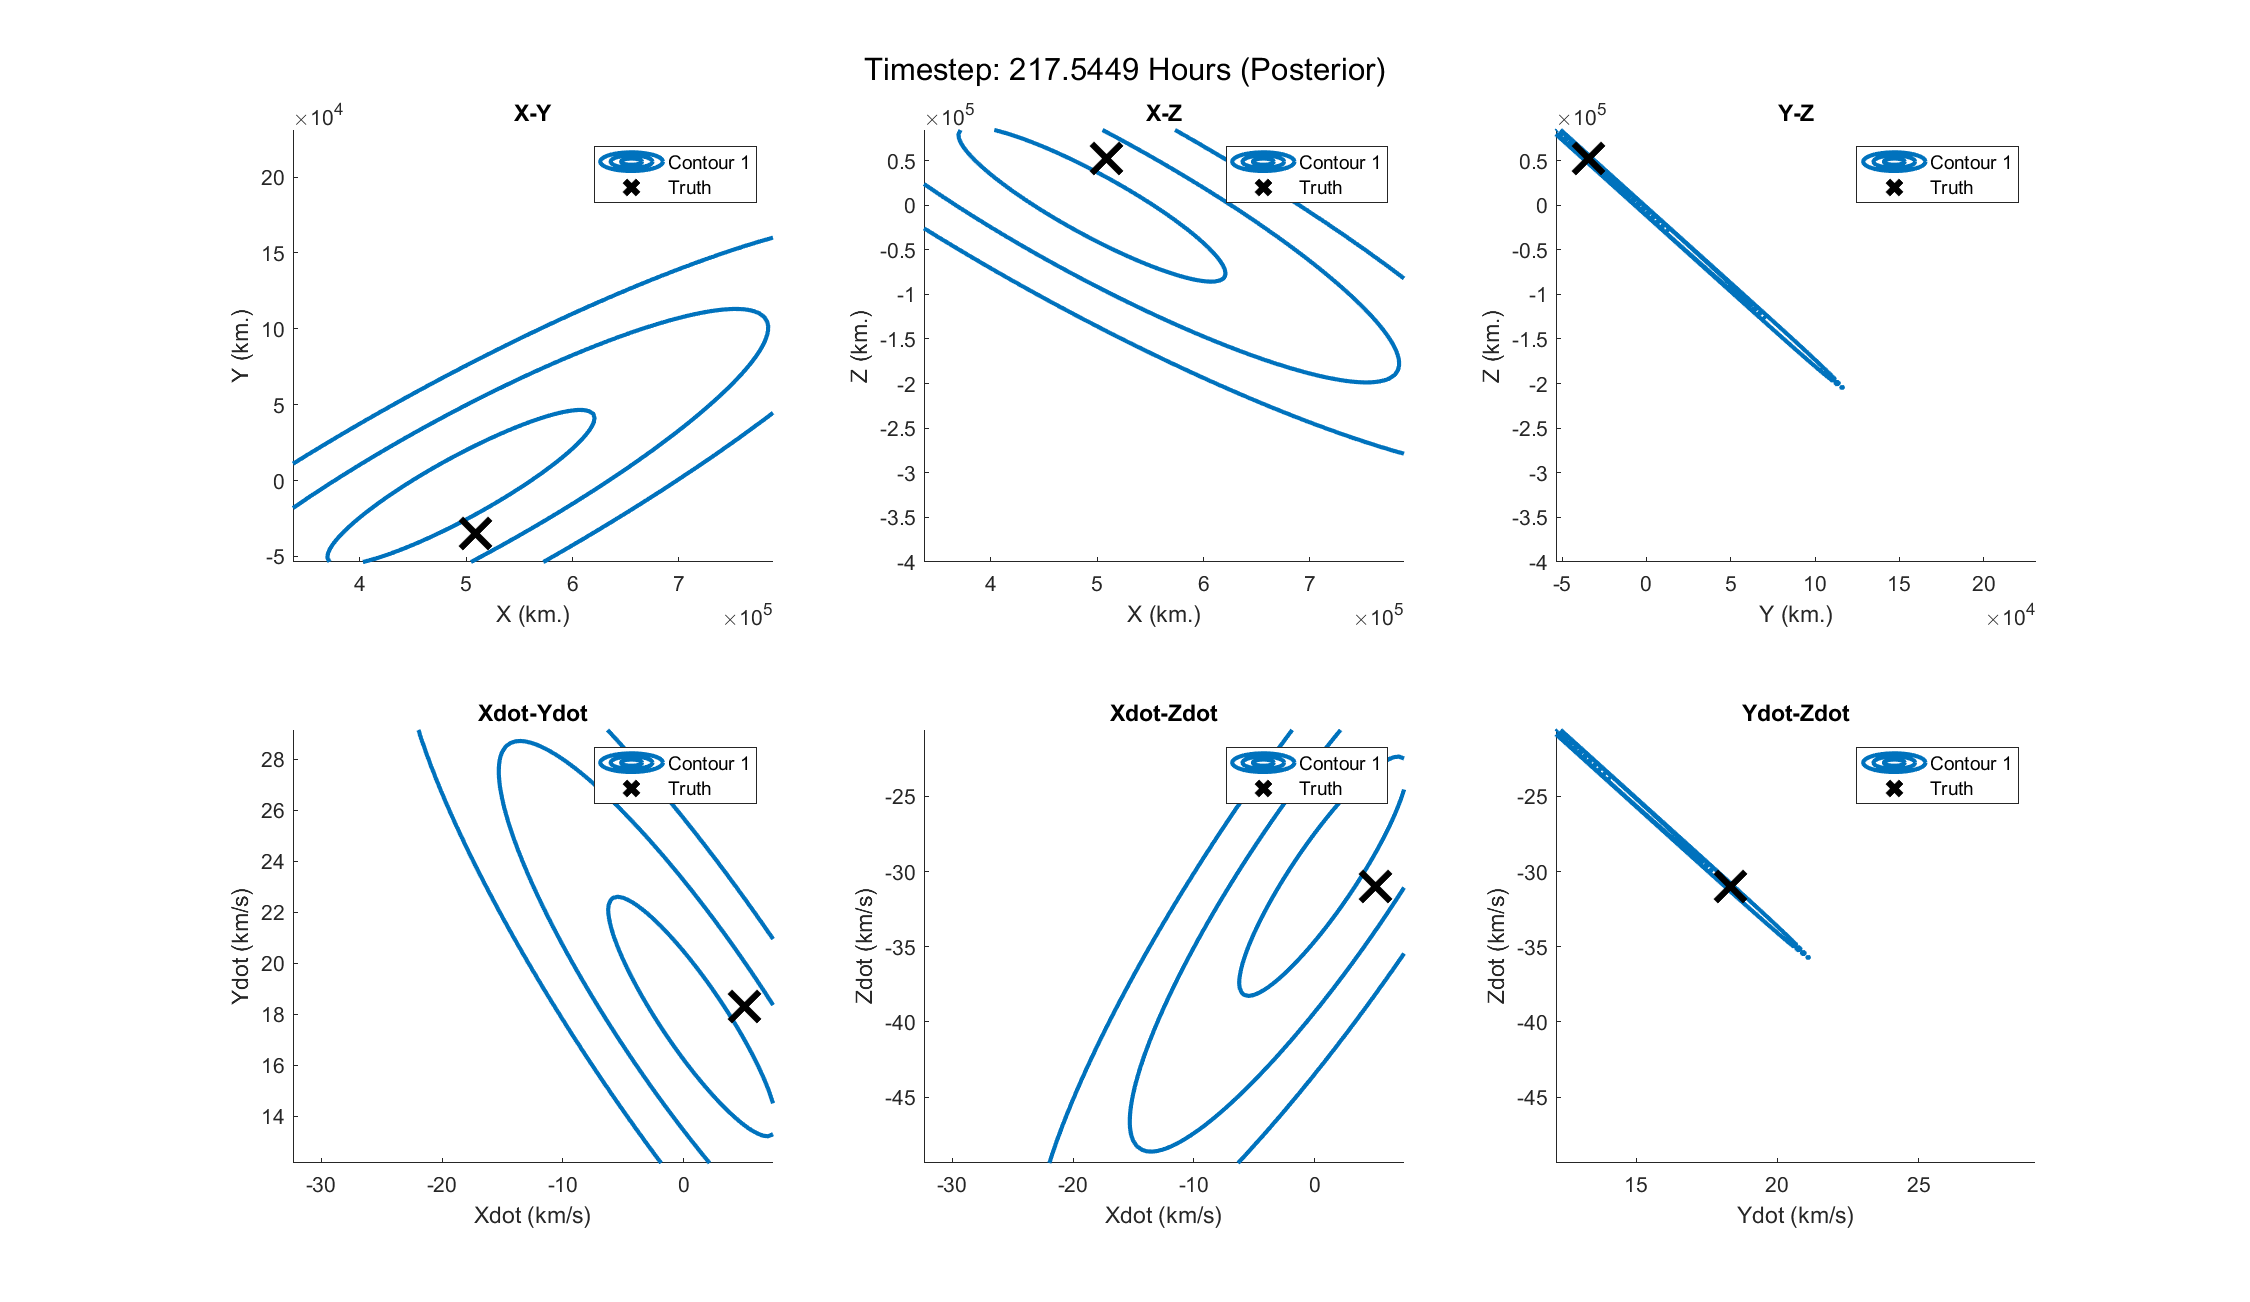 Timestep: 217.5449 Hours (Posterior)
X-Y
×10^4
20
15
10
5
0
-5
Y (km.)
4
5
6
7
X (km.)
×10^5
Contour 1
Truth
X-Z
×10^5
0.5
0
-0.5
-1
-1.5
-2
-2.5
-3
-3.5
-4
Z (km.)
4
5
6
7
X (km.)
×10^5
Contour 1
Truth
Y-Z
×10^5
0.5
0
-0.5
-1
-1.5
-2
-2.5
-3
-3.5
-4
Z (km.)
-5
0
5
10
15
20
Y (km.)
×10^4
Contour 1
Truth
Xdot-Ydot
28
26
24
22
20
18
16
14
Ydot (km/s)
-30
-20
-10
0
Xdot (km/s)
Contour 1
Truth
Xdot-Zdot
-25
-30
-35
-40
-45
Zdot (km/s)
-30
-20
-10
0
Xdot (km/s)
Contour 1
Truth
Ydot-Zdot
-25
-30
-35
-40
-45
Zdot (km/s)
15
20
25
Ydot (km/s)
Contour 1
Truth